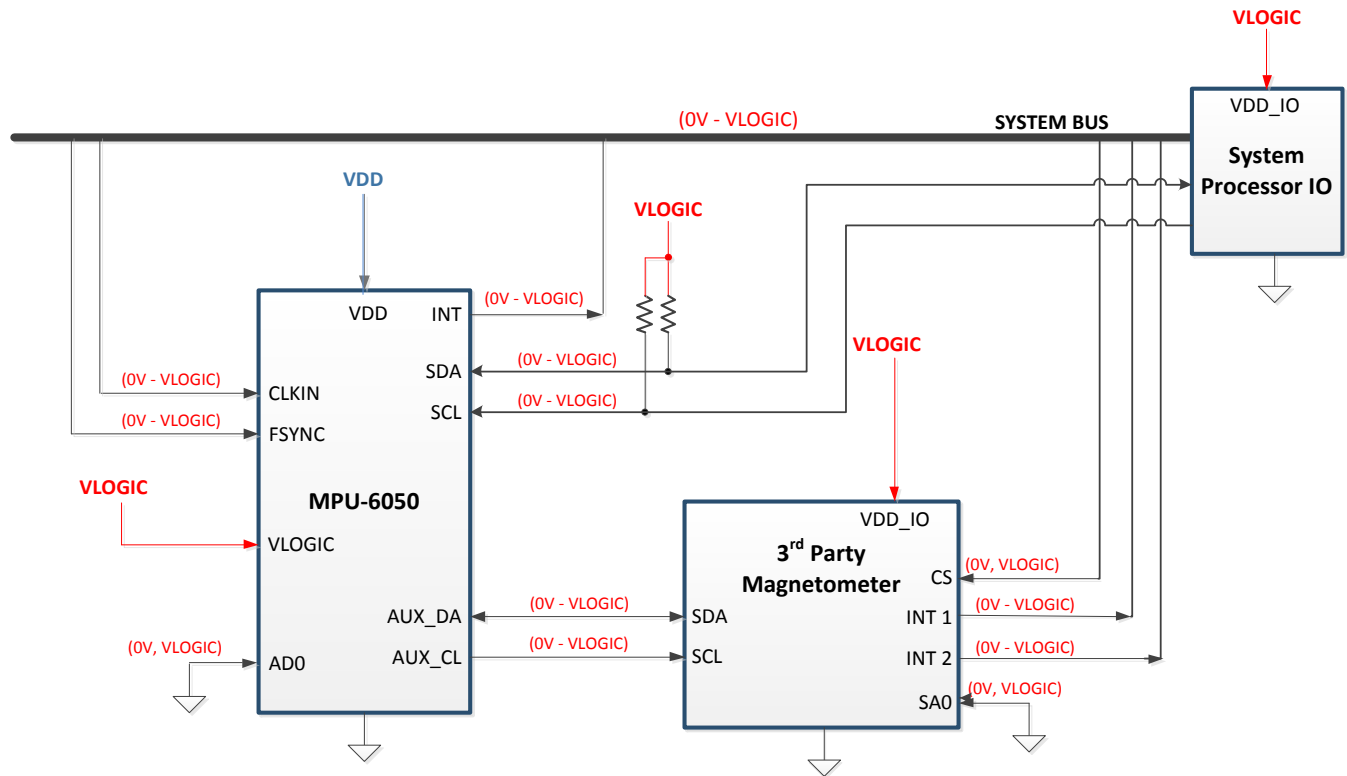 VLOGIC
VDD_IO
System
Processor IO
(0V - VLOGIC)
SYSTEM BUS
VDD
VLOGIC
VDD
INT
(0V - VLOGIC)
SDA
(0V - VLOGIC)
SCL
(0V - VLOGIC)
(0V - VLOGIC)
CLKIN
(0V - VLOGIC)
FSYNC
MPU-6050
VLOGIC
VLOGIC
AUX_DA
(0V - VLOGIC)
AUX_CL
(0V - VLOGIC)
(0V, VLOGIC)
AD0
VLOGIC
VDD_IO
3rd Party
Magnetometer
SDA
SCL
CS
(0V, VLOGIC)
INT 1
(0V - VLOGIC)
INT 2
(0V - VLOGIC)
SA0
(0V, VLOGIC)